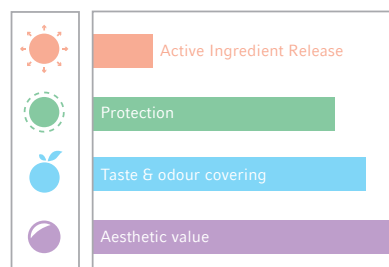 Active Ingredient Release
Protection
Taste & odour covering
Aesthetic value